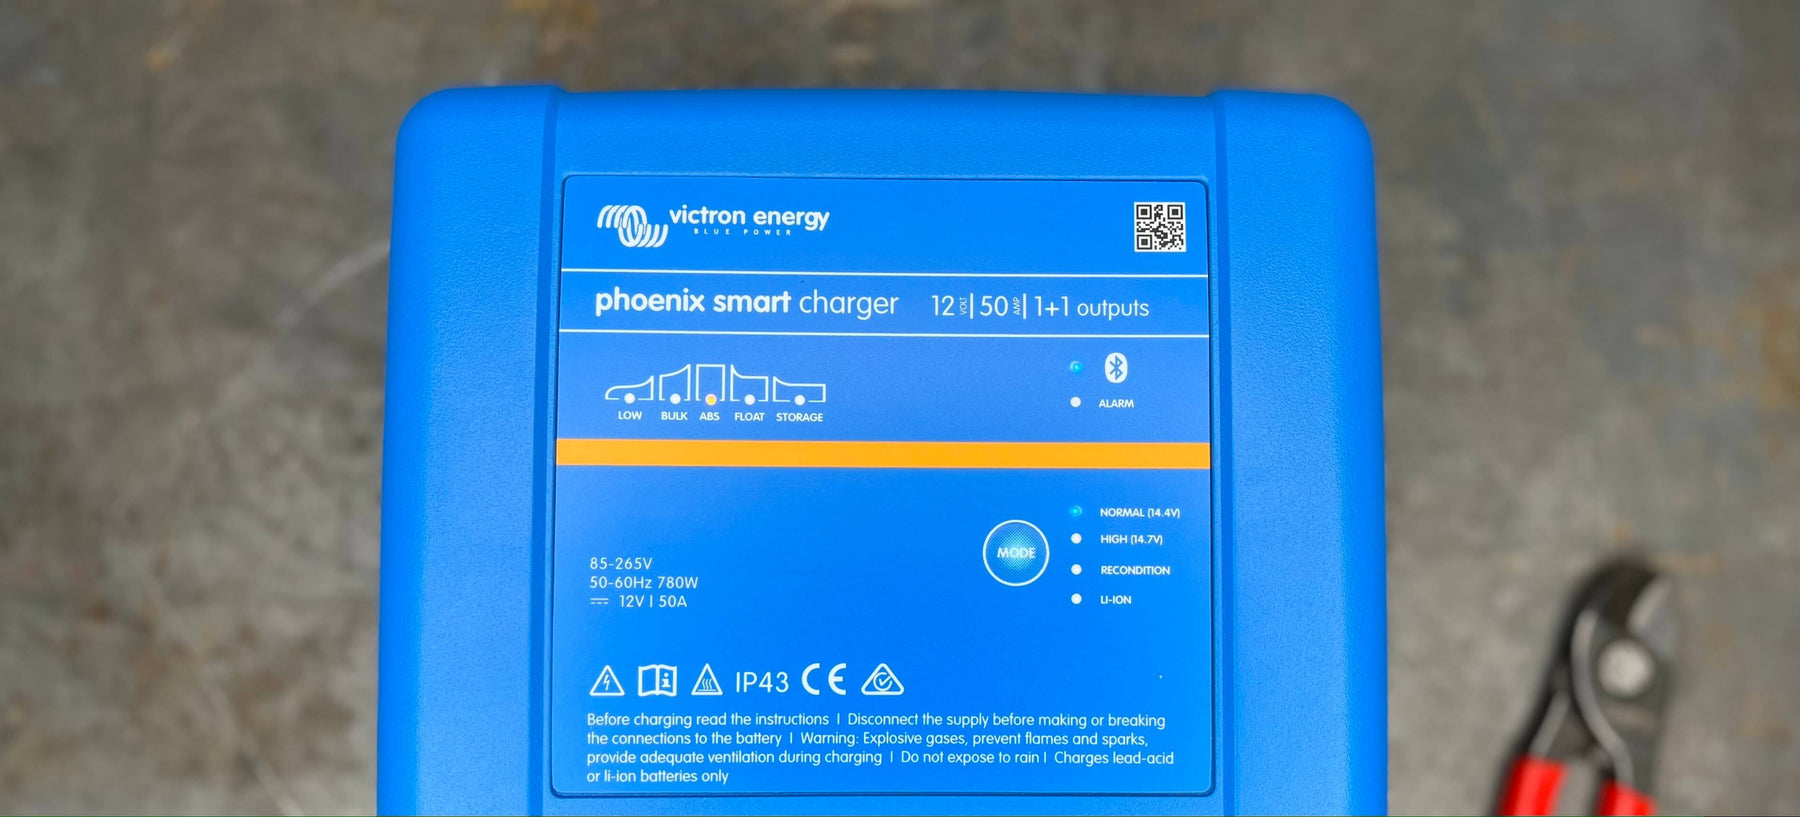 victron energy
BLUE POWER
phoenix smart charger 12 VOLT | 50 AMP | 1+1 outputs
LOW BULK ABS FLOAT STORAGE
ALARM
NORMAL (14.4V)
HIGH (14.7V)
MODE
RECONDITION
LI-ION
85-265V
50-60Hz 780W
12V | 50A
IP43 CE
Before charging read the instructions | Disconnect the supply before making or breaking
the connections to the battery | Warning: Explosive gases, prevent flames and sparks,
provide adequate ventilation during charging | Do not expose to rain | Charges lead-acid
or li-ion batteries only